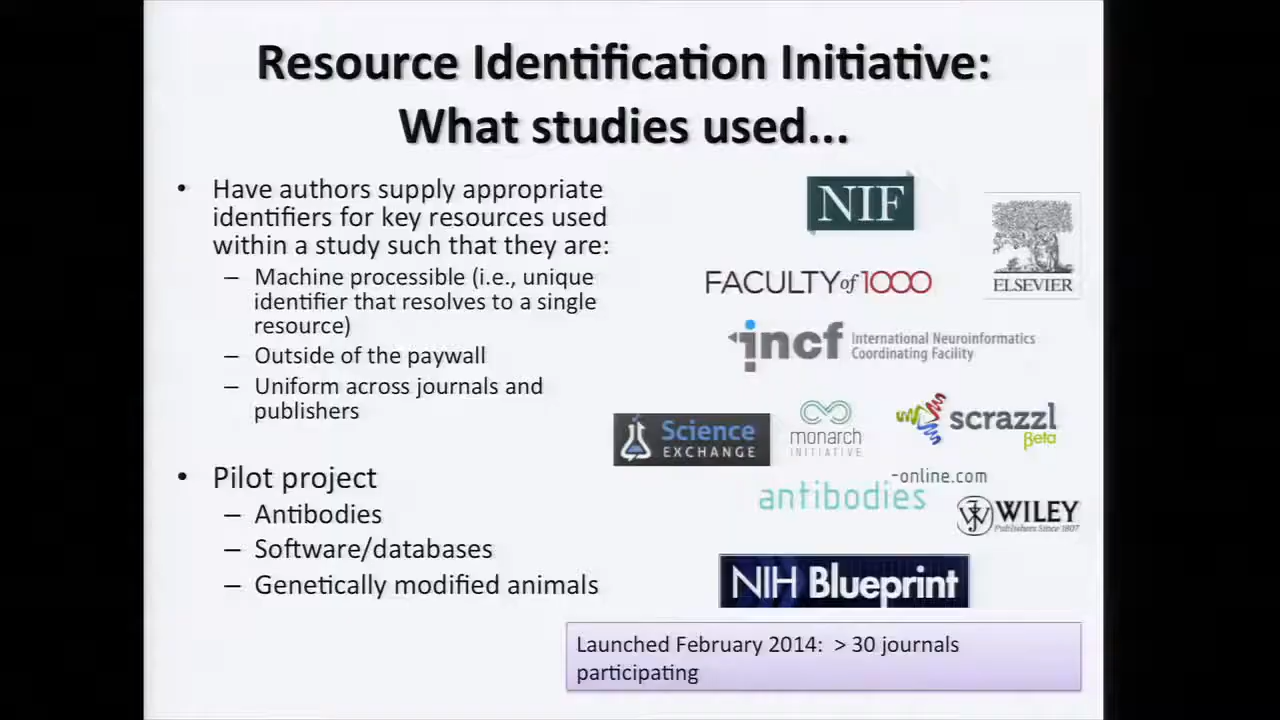 Resource Identification Initiative:
What studies used...
• Have authors supply appropriate
identifiers for key resources used
within a study such that they are:
– Machine processible (i.e., unique
identifier that resolves to a single
resource)
– Outside of the paywall
– Uniform across journals and
publishers
• Pilot project
– Antibodies
– Software/databases
– Genetically modified animals
NIF
ELSEVIER
FACULTY of 1000
incf International Neuroinformatics
Coordinating Facility
Science
EXCHANGE
monarch
INITIATIVE
scrazzl
Beta
-online.com
antibodies
WILEY
Publishers Since 1807
NIH Blueprint
Launched February 2014: > 30 journals
participating